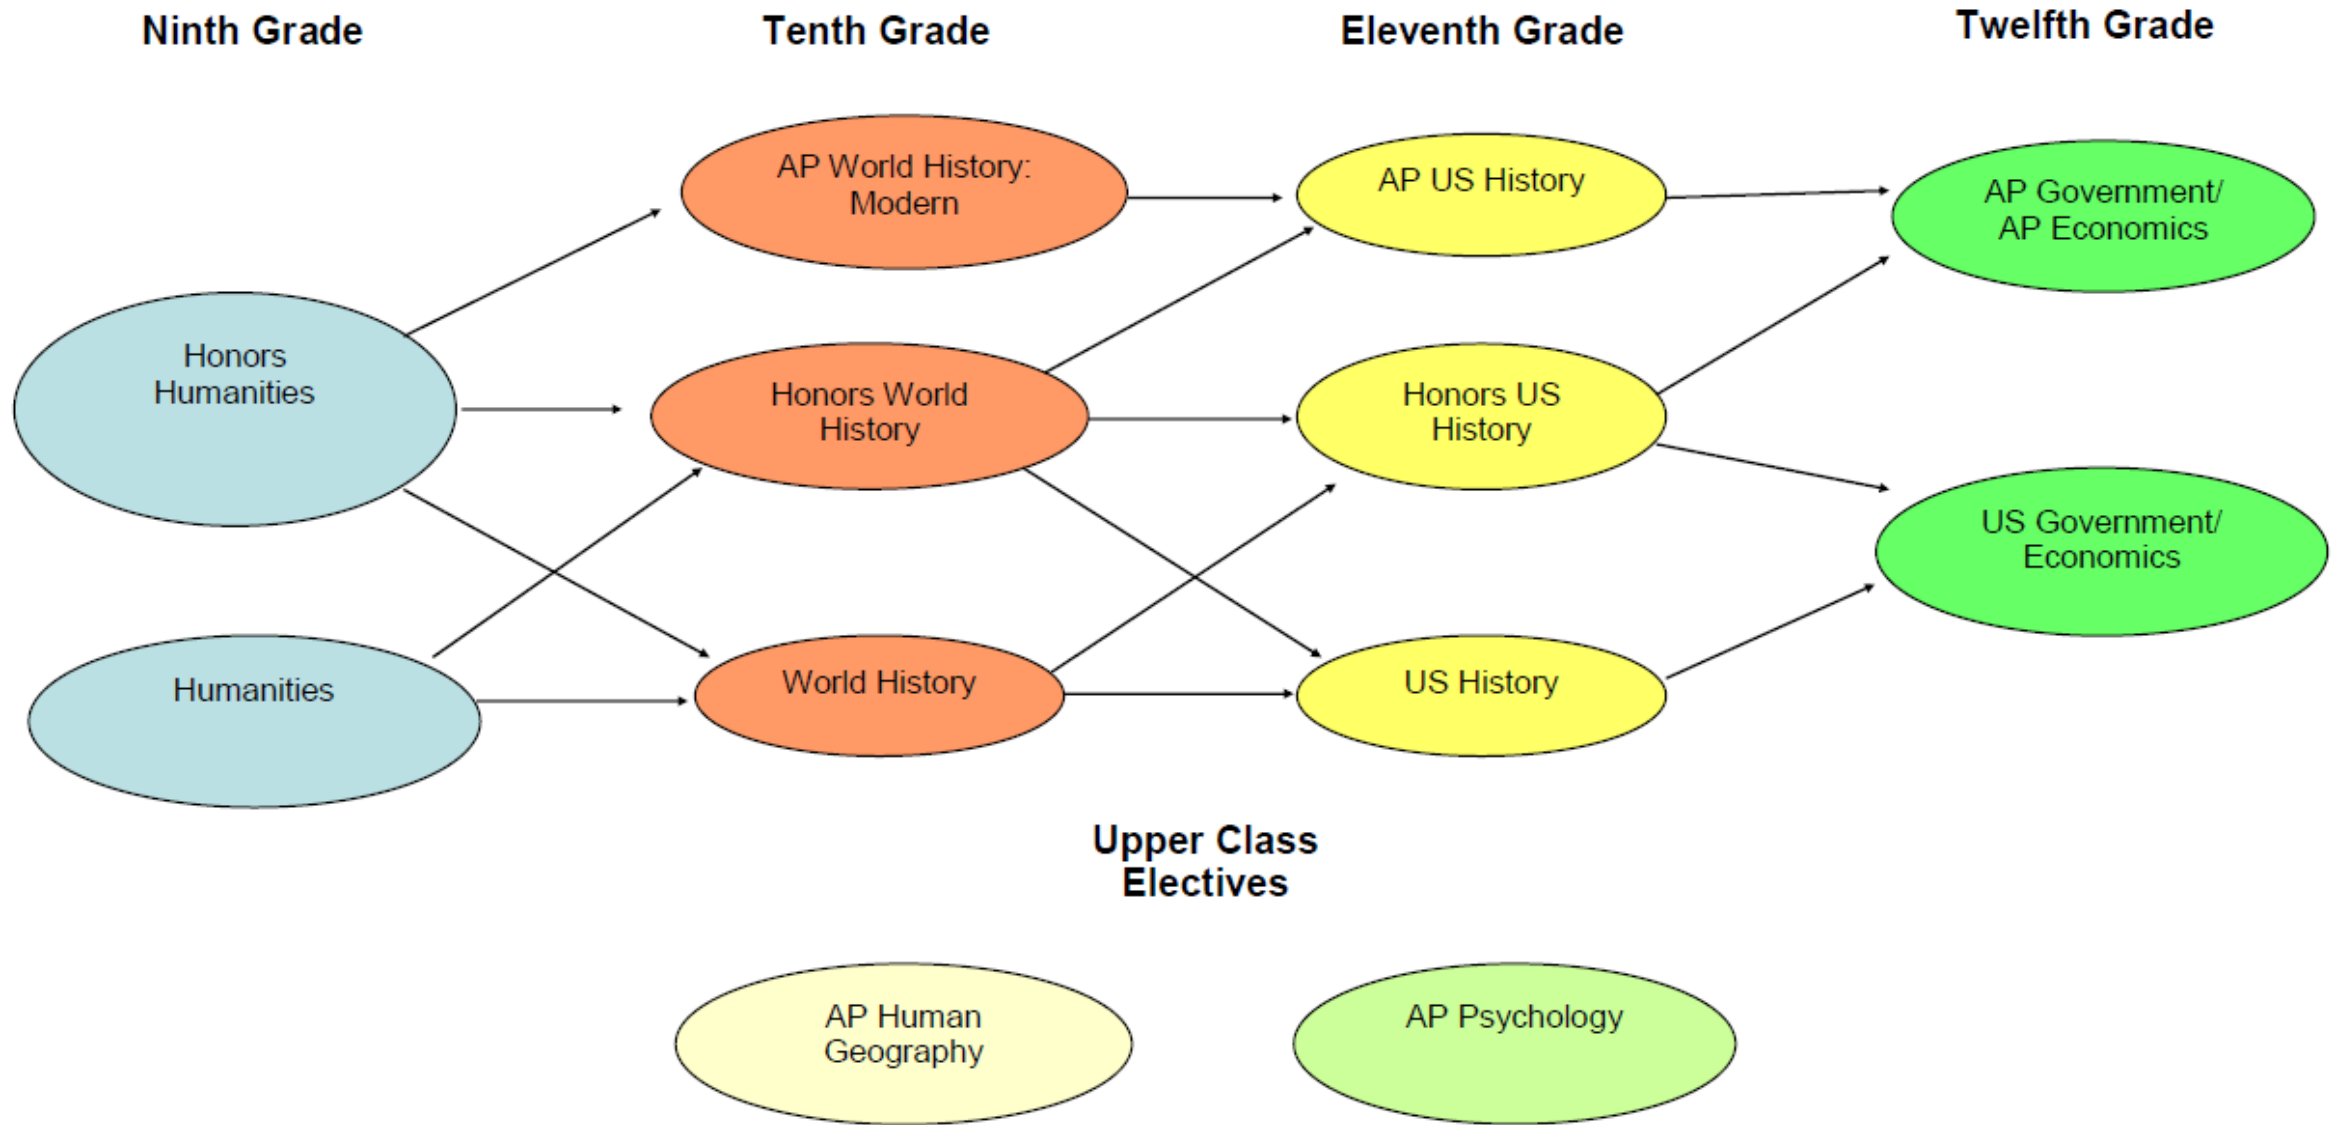 Ninth Grade
Tenth Grade
Eleventh Grade
Twelfth Grade
AP World History:
Modern
AP US History
AP Government/
AP Economics
Honors
Humanities
Honors World
History
Honors US
History
US Government/
Economics
Humanities
World History
US History
Upper Class
Electives
AP Human
Geography
AP Psychology